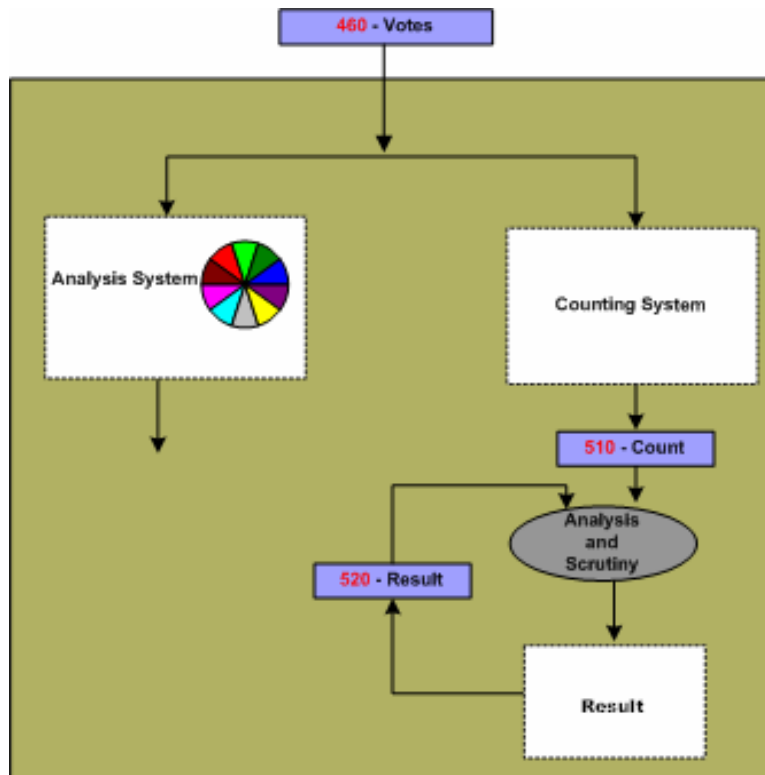 460 - Votes
Analysis System
Counting System
510 - Count
Analysis
and
Scrutiny
520 - Result
Result